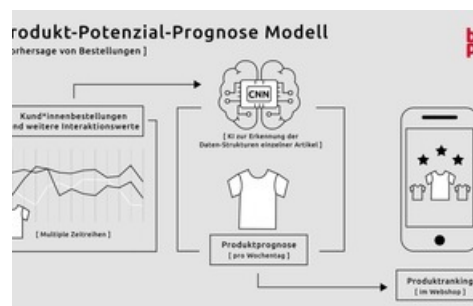 rodukt-Potenzial-Prognose Modell
orhersage von Bestellungen ]
Kund*innenbestellungen
nd weitere Interaktionswerte
[ Multiple Zeitreihen ]
CNN
[ KI zur Erkennung der
Daten-Strukturen einzelner Artikel ]
Produktprognose
[ pro Wochentag ]
Produktranking
[ im Webshop ]